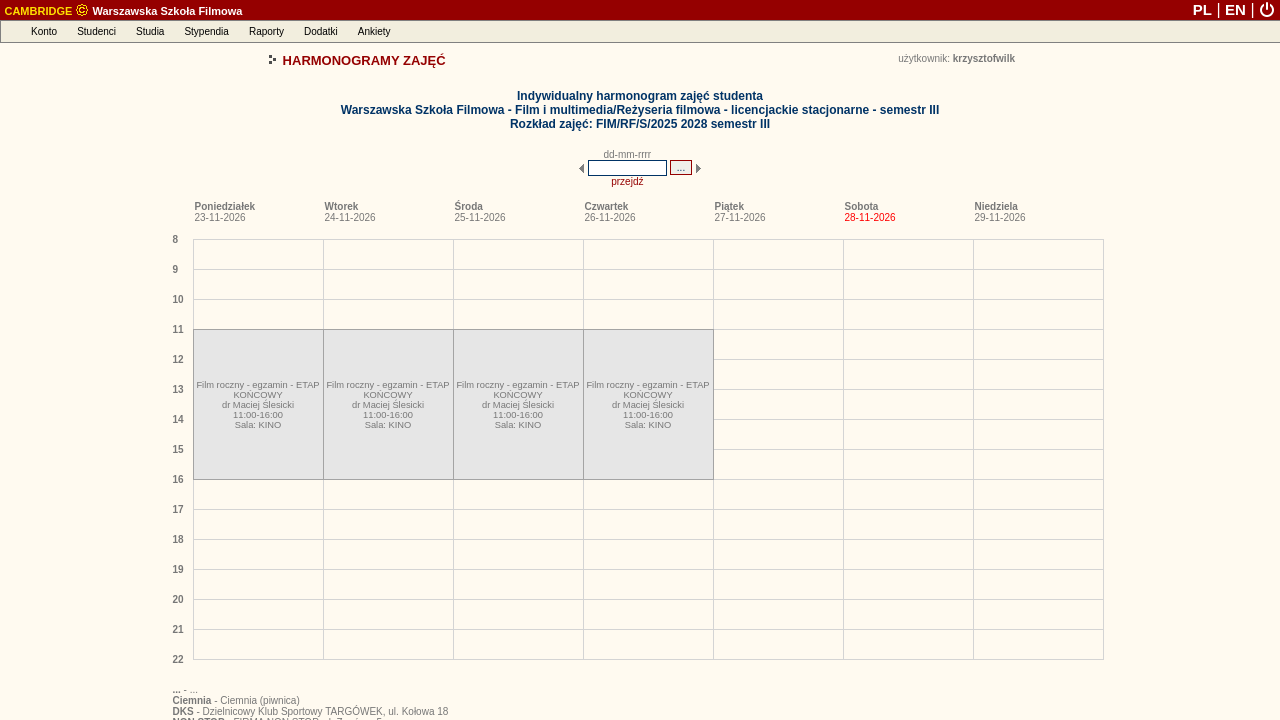 CAMBRIDGE Warszawska Szkoła Filmowa PL | EN |
Konto Studenci Studia Stypendia Raporty Dodatki Ankiety
HARMONOGRAMY ZAJĘĆ
użytkownik: krzysztofwilk
Indywidualny harmonogram zajęć studenta
Warszawska Szkoła Filmowa - Film i multimedia/Reżyseria filmowa - licencjackie stacjonarne - semestr III
Rozkład zajęć: FIM/RF/S/2025 2028 semestr III
dd-mm-rrrr
...
przejdź
Poniedziałek Wtorek Środa Czwartek Piątek Sobota Niedziela
23-11-2026 24-11-2026 25-11-2026 26-11-2026 27-11-2026 28-11-2026 29-11-2026
8
9
10
11
12
13
14
15
16
17
18
19
20
21
22
Film roczny - egzamin - ETAP
KOŃCOWY
dr Maciej Ślesicki
11:00-16:00
Sala: KINO
Film roczny - egzamin - ETAP
KOŃCOWY
dr Maciej Ślesicki
11:00-16:00
Sala: KINO
Film roczny - egzamin - ETAP
KOŃCOWY
dr Maciej Ślesicki
11:00-16:00
Sala: KINO
Film roczny - egzamin - ETAP
KOŃCOWY
dr Maciej Ślesicki
11:00-16:00
Sala: KINO
... - ...
Ciemnia - Ciemnia (piwnica)
DKS - Dzielnicowy Klub Sportowy TARGÓWEK, ul. Kołowa 18